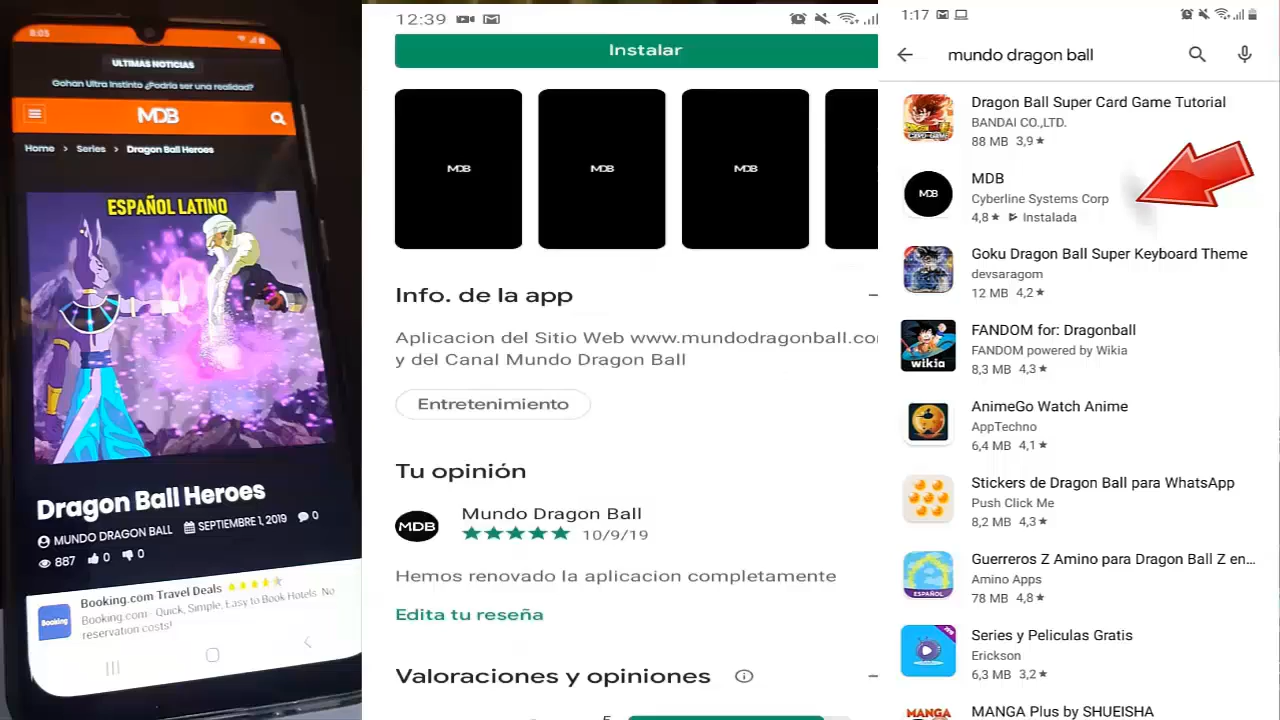 8:05
ULTIMAS NOTICIAS
Gohan Ultra Instinto ¿Podria ser una realidad?
MDB
Home > Series > Dragon Ball Heroes
ESPAÑOL LATINO
Dragon Ball Heroes
MUNDO DRAGON BALL SEPTIEMBRE 1, 2019 0
887 0 0
Booking.com Travel Deals
Booking.com - Quick, Simple, Easy to Book Hotels. No
reservation costs!
Booking
12:39
Instalar
MDB
MDB
MDB
Info. de la app
Aplicacion del Sitio Web www.mundodragonball.co
y del Canal Mundo Dragon Ball
Entretenimiento
Tu opinión
MDB
Mundo Dragon Ball
10/9/19
Hemos renovado la aplicacion completamente
Edita tu reseña
Valoraciones y opiniones
5
1:17
mundo dragon ball
Dragon Ball Super Card Game Tutorial
BANDAI CO.,LTD.
88 MB 3,9★
MDB
MDB
Cyberline Systems Corp
4,8★ Instalada
Goku Dragon Ball Super Keyboard Theme
devsaragom
12 MB 4,2★
FANDOM for: Dragonball
FANDOM powered by Wikia
8,3 MB 4,3★
wikia
AnimeGo Watch Anime
AppTechno
6,4 MB 4,1★
Stickers de Dragon Ball para WhatsApp
Push Click Me
8,2 MB 4,3★
Guerreros Z Amino para Dragon Ball Z en...
Amino Apps
78 MB 4,8★
ESPAÑOL
Series y Peliculas Gratis
Erickson
6,3 MB 3,2★
MANGA Plus by SHUEISHA
MANGA